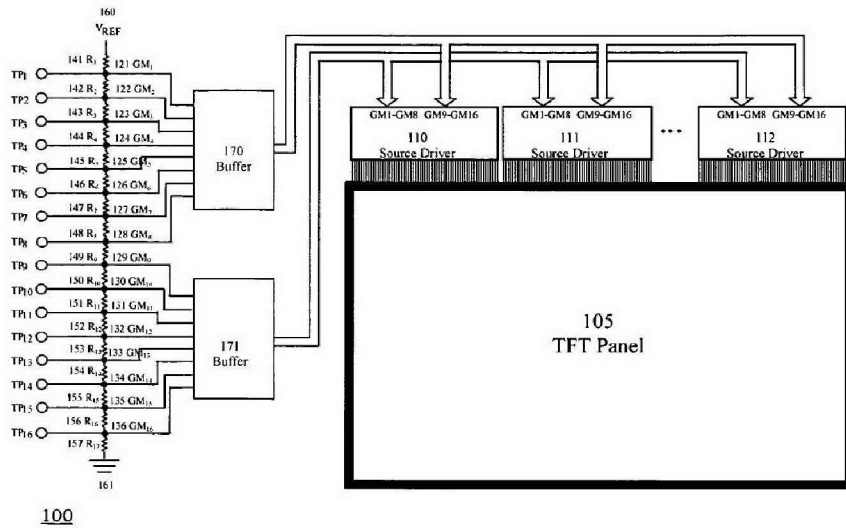 160
V_REF
141 R₁ 121 GM₁
TP1
142 R₂ 122 GM₂
TP2
143 R₃ 123 GM₃
TP3
144 R₄ 124 GM₄
TP4
145 R₅ 125 GM₅
TP5
146 R₆ 126 GM₆
TP6
147 R₇ 127 GM₇
TP7
148 R₈ 128 GM₈
TP8
149 R₉ 129 GM₉
TP9
150 R₁₀ 130 GM₁₀
TP10
151 R₁₁ 131 GM₁₁
TP11
152 R₁₂ 132 GM₁₂
TP12
153 R₁₃ 133 GM₁₃
TP13
154 R₁₄ 134 GM₁₄
TP14
155 R₁₅ 135 GM₁₅
TP15
156 R₁₆ 136 GM₁₆
TP16
157 R₁₇
161
170
Buffer
171
Buffer
GM1-GM8 GM9-GM16
110
Source Driver
GM1-GM8 GM9-GM16
111
Source Driver
...
GM1-GM8 GM9-GM16
112
Source Driver
105
TFT Panel
100